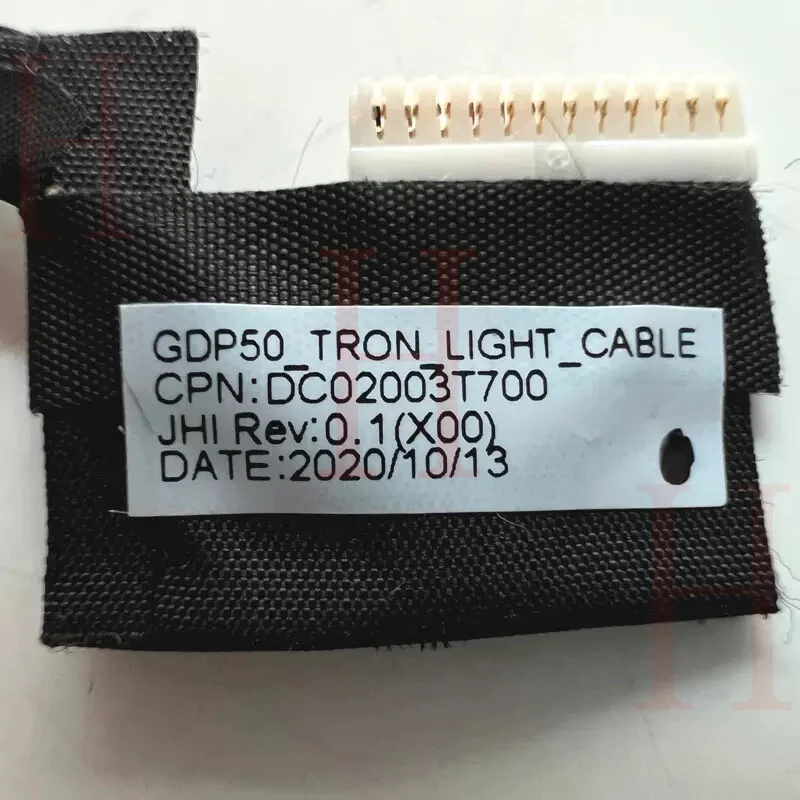 H
H
GDP50_TRON_LIGHT_CABLE
CPN:DC02003T700
JHI Rev:0.1(X00)
DATE:2020/10/13
H